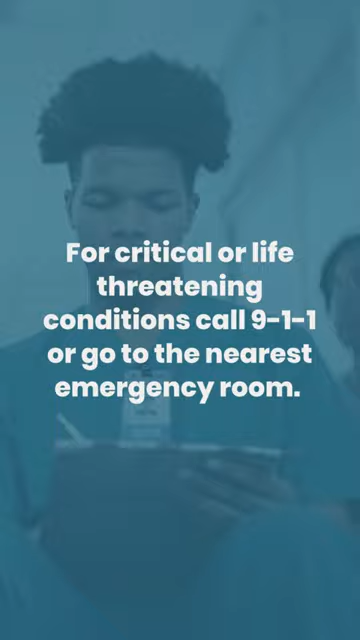 For critical or life
threatening
conditions call 9-1-1
or go to the nearest
emergency room.